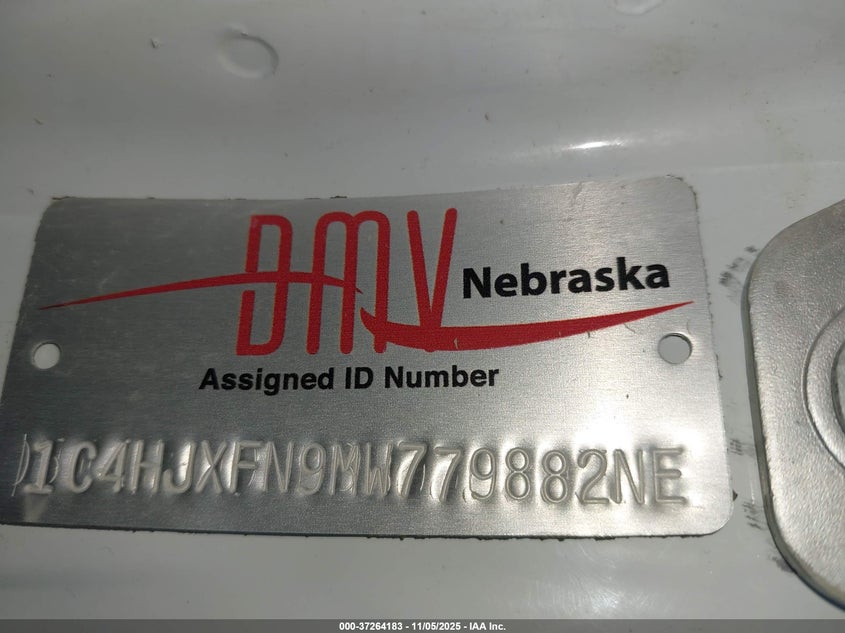 DMV
Nebraska
Assigned ID Number
1C4HJXFN9MW779882NE
000-37264183 - 11/05/2025 - IAA Inc.